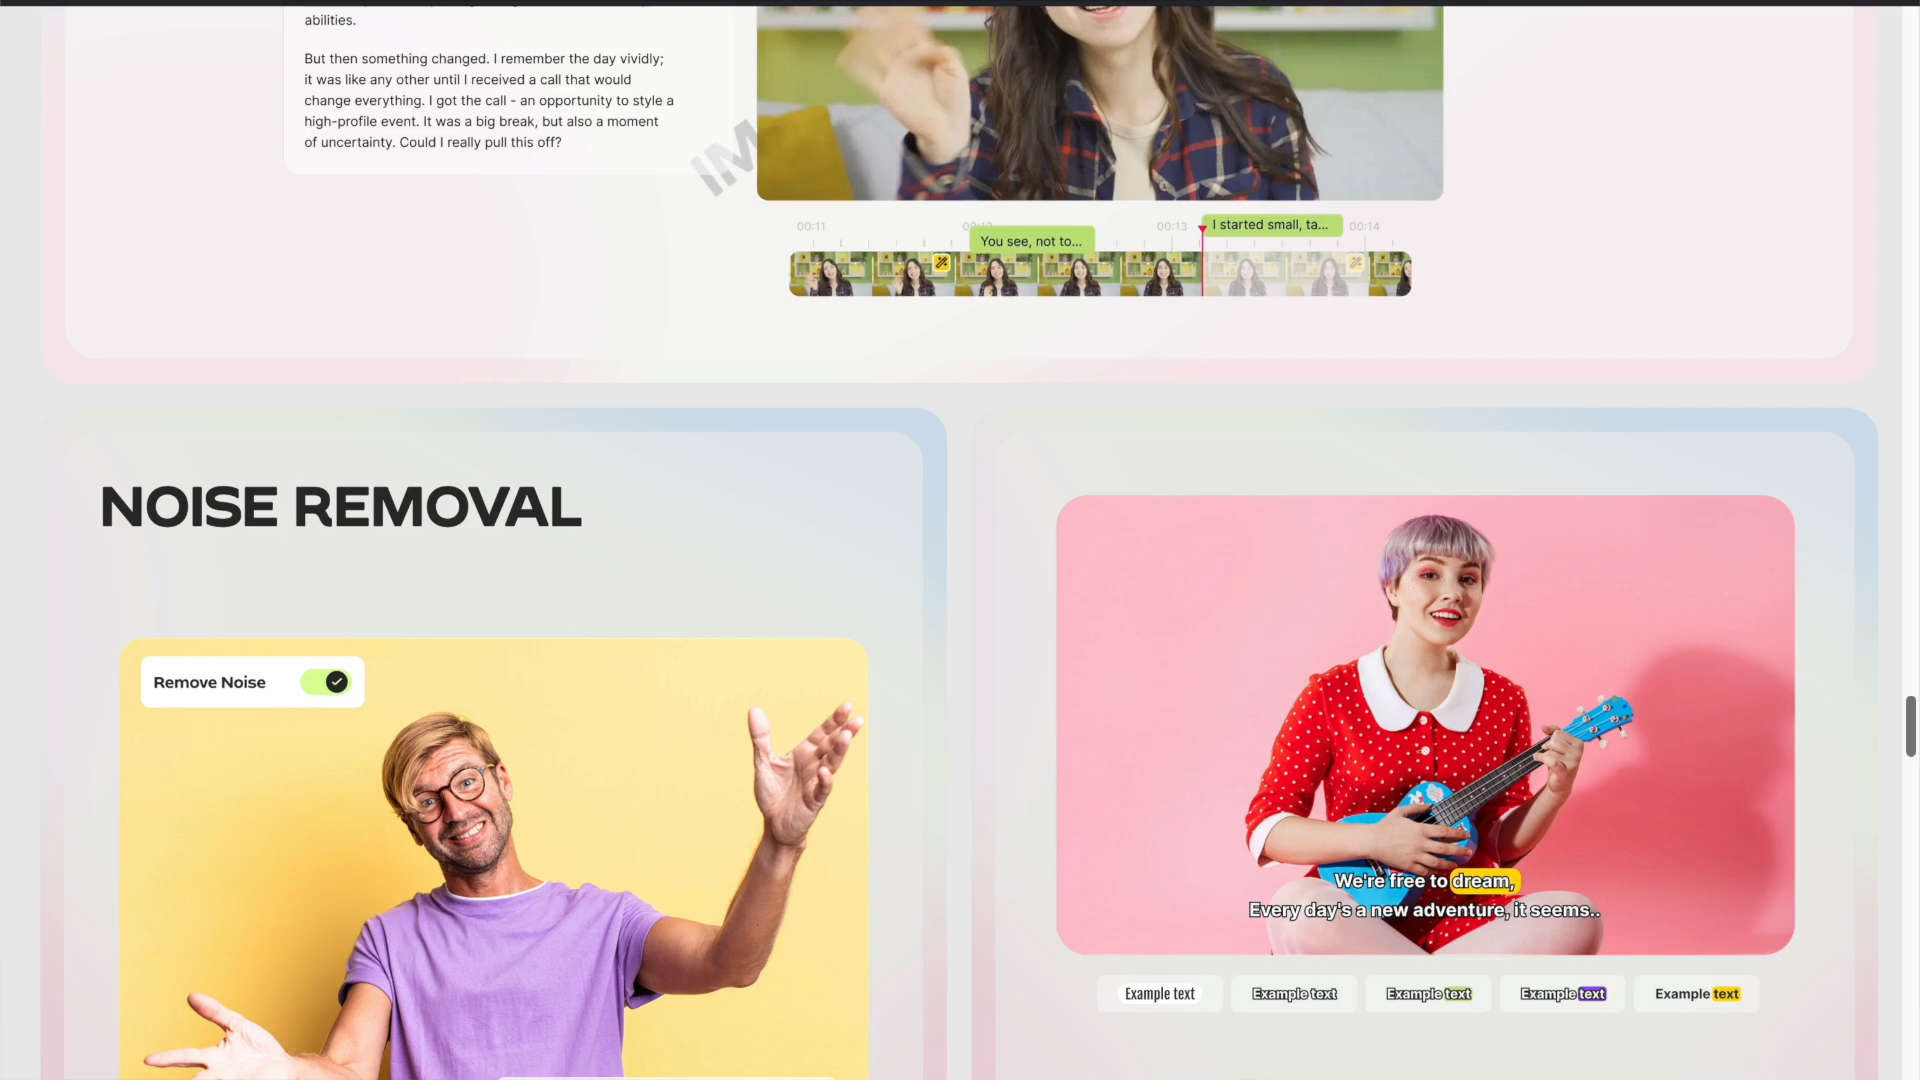 abilities.
But then something changed. I remember the day vividly;
it was like any other until I received a call that would
change everything. I got the call - an opportunity to style a
high-profile event. It was a big break, but also a moment
of uncertainty. Could I really pull this off?
IM
00:11
00:13
00:14
You see, not to...
I started small, ta...
NOISE REMOVAL
Remove Noise
We're free to dream,
Every day's a new adventure, it seems..
Example text
Example text
Example text
Example text
Example text